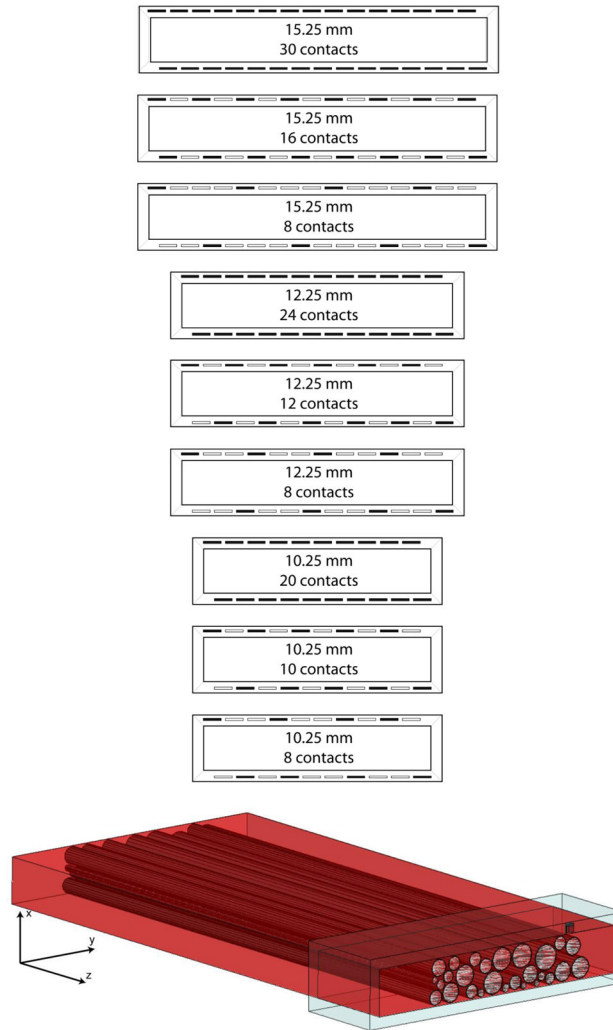 15.25 mm
30 contacts
15.25 mm
16 contacts
15.25 mm
8 contacts
12.25 mm
24 contacts
12.25 mm
12 contacts
12.25 mm
8 contacts
10.25 mm
20 contacts
10.25 mm
10 contacts
10.25 mm
8 contacts
x
y
z